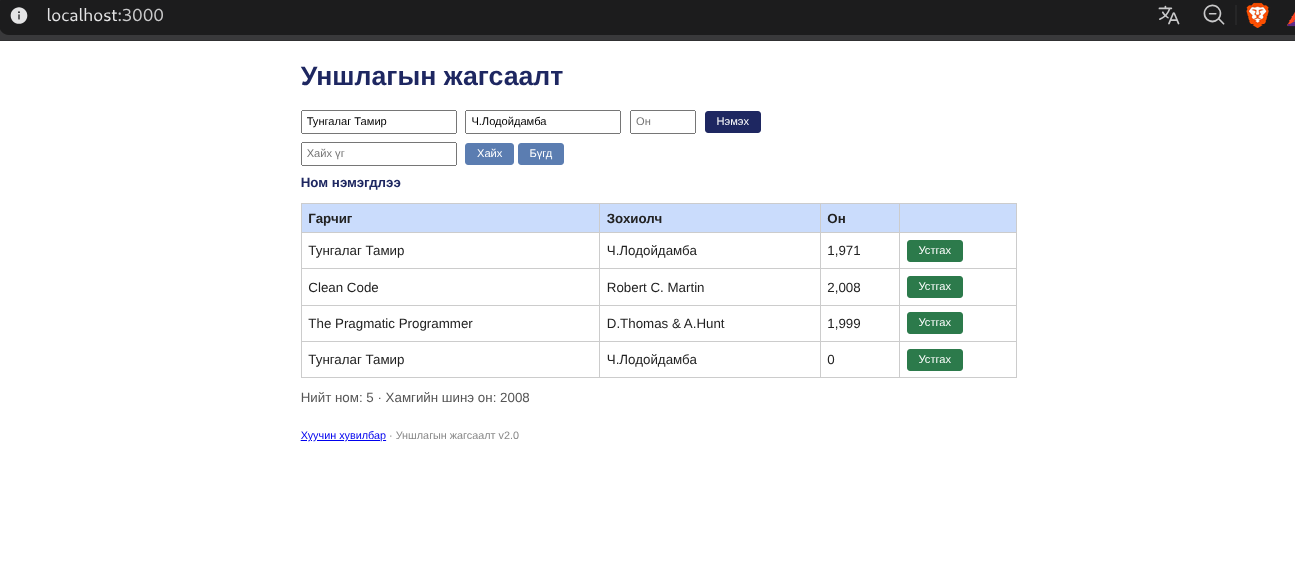 localhost:3000
Уншлагын жагсаалт
Тунгалаг Тамир Ч.Лодойдамба Он Нэмэх
Хайх үг Хайх Бүгд
Ном нэмэгдлээ
Гарчиг Зохиолч Он
Тунгалаг Тамир Ч.Лодойдамба 1,971 Устгах
Clean Code Robert C. Martin 2,008 Устгах
The Pragmatic Programmer D.Thomas & A.Hunt 1,999 Устгах
Тунгалаг Тамир Ч.Лодойдамба 0 Устгах
Нийт ном: 5 · Хамгийн шинэ он: 2008
Хуучин хувилбар · Уншлагын жагсаалт v2.0